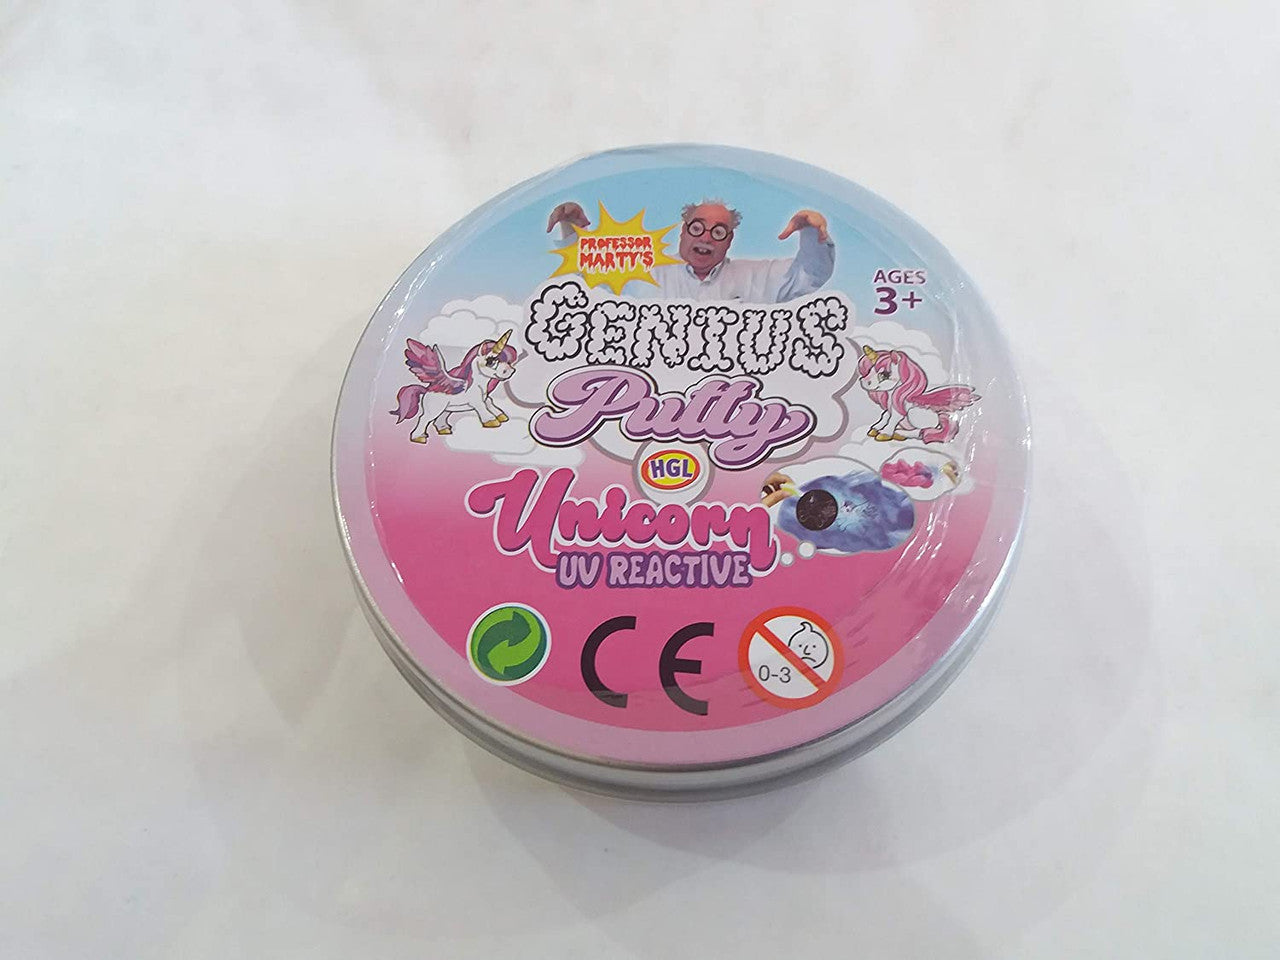 PROFESSOR
MARTY'S
AGES
3+
GENIUS
Putty
HGL
Unicorn
UV REACTIVE
CE
0-3